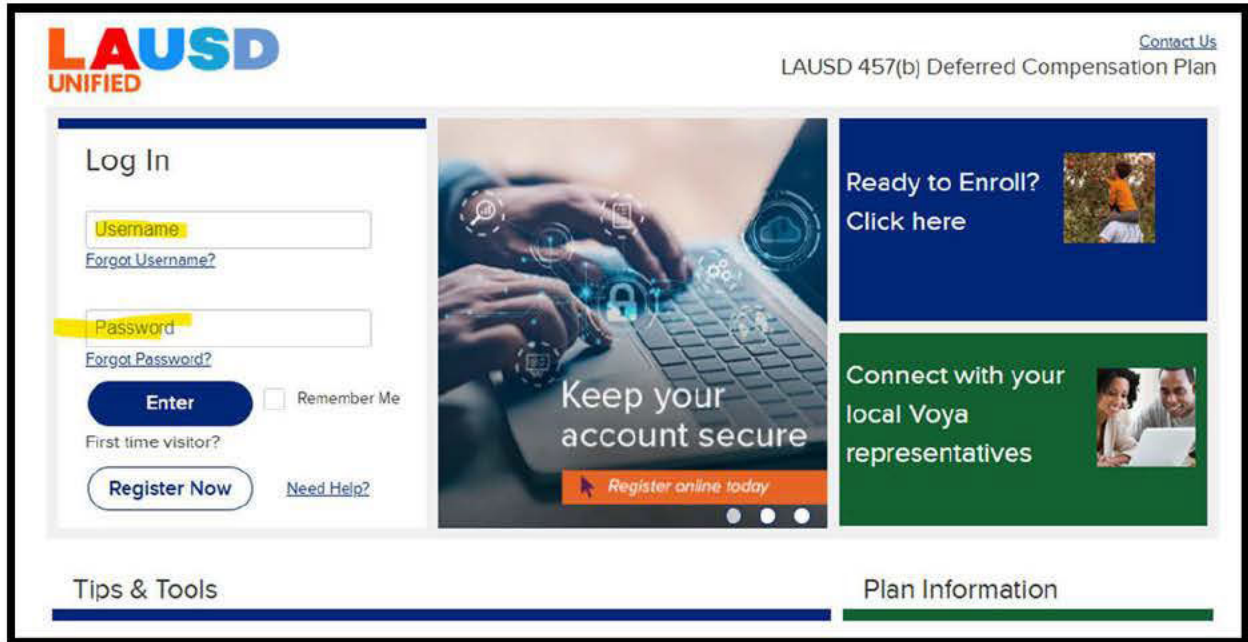 LAUSD
UNIFIED
Contact Us
LAUSD 457(b) Deferred Compensation Plan
Log In
Username
Forgot Username?
Password
Forgot Password?
Enter
Remember Me
First time visitor?
Register Now
Need Help?
Keep your
account secure
Register online today
Ready to Enroll?
Click here
Connect with your
local Voya
representatives
Tips & Tools
Plan Information